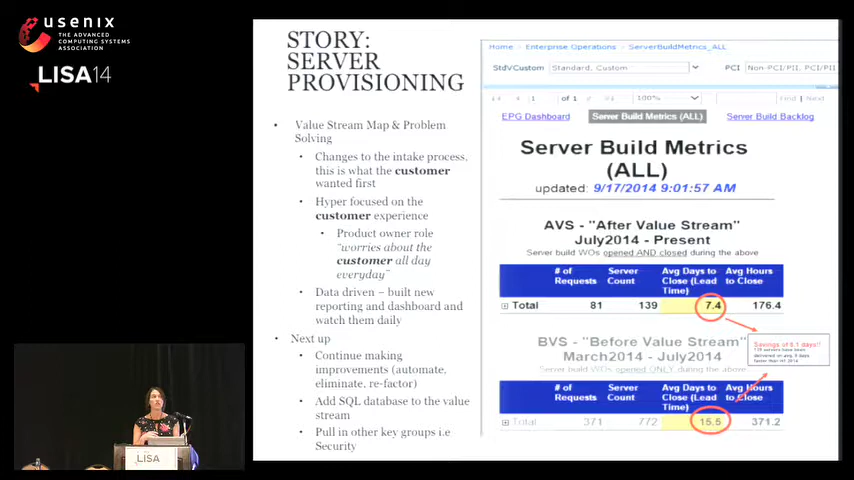 usenix
THE ADVANCED
COMPUTING SYSTEMS
ASSOCIATION
LISA14
STORY:
SERVER
PROVISIONING
• Value Stream Map & Problem
Solving
• Changes to the intake process,
this is what the customer
wanted first
• Hyper focused on the
customer experience
• Product owner role
"worries about the
customer all day
everyday"
• Data driven – built new
reporting and dashboard and
watch them daily
• Next up
• Continue making
improvements (automate,
eliminate, re-factor)
• Add SQL database to the value
stream
• Pull in other key groups i.e
Security
Home › Enterprise Operations › ServerBuildMetrics_ALL
StdVCustom Standard, Custom PCI Non-PCI/PII, PCI/PII
1 of 1 100% Find | Next
EPG Dashboard Server Build Metrics (ALL) Server Build Backlog
Server Build Metrics
(ALL)
updated: 9/17/2014 9:01:57 AM
AVS - "After Value Stream"
July2014 - Present
Server build WOs opened AND closed during the above
# of Requests Server Count Avg Days to Close (Lead Time) Avg Hours to Close
Total 81 139 7.4 176.4
Savings of 8.1 days!!
BVS - "Before Value Stream"
March2014 - July2014
Server build WOs opened ONLY during the above
# of Requests Server Count Avg Days to Close (Lead Time) Avg Hours to Close
Total 371 772 15.5 371.2
LISA